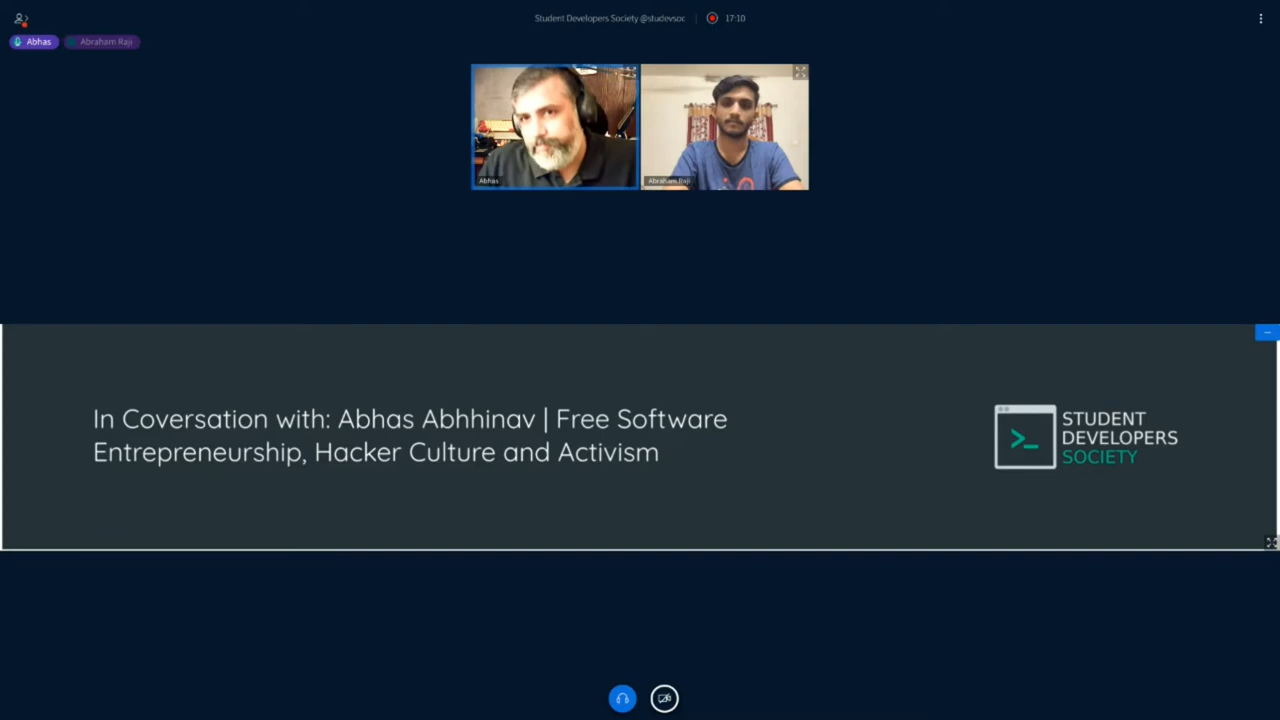 Student Developers Society @studevsoc
17:10
Abhas
Abraham Raji
Abhas
Abraham Raji
In Coversation with: Abhas Abhhinav | Free Software
Entrepreneurship, Hacker Culture and Activism
>_
STUDENT
DEVELOPERS
SOCIETY